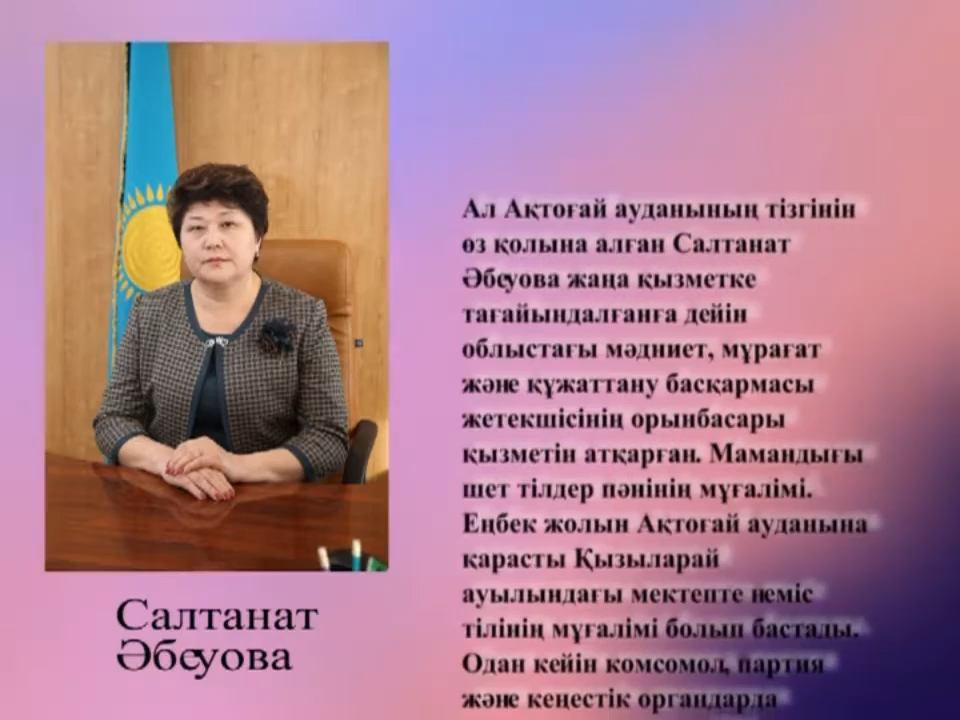 Ал Ақтоғай ауданының тізгінін
өз қолына алған Салтанат
Әбеуова жаңа қызметке
тағайындалғанға дейін
облыстағы мәдниет, мұрағат
және құжаттану басқармасы
жетекшісінің орынбасары
қызметін атқарған. Мамандығы
шет тілдер пәнінің мұғалімі.
Еңбек жолын Ақтоғай ауданына
қарасты Қызыларай
ауылындағы мектепте неміс
тілінің мұғалімі болып бастады.
Одан кейін комсомол, партия
және кеңестік органдарда
Салтанат
Әбеуова